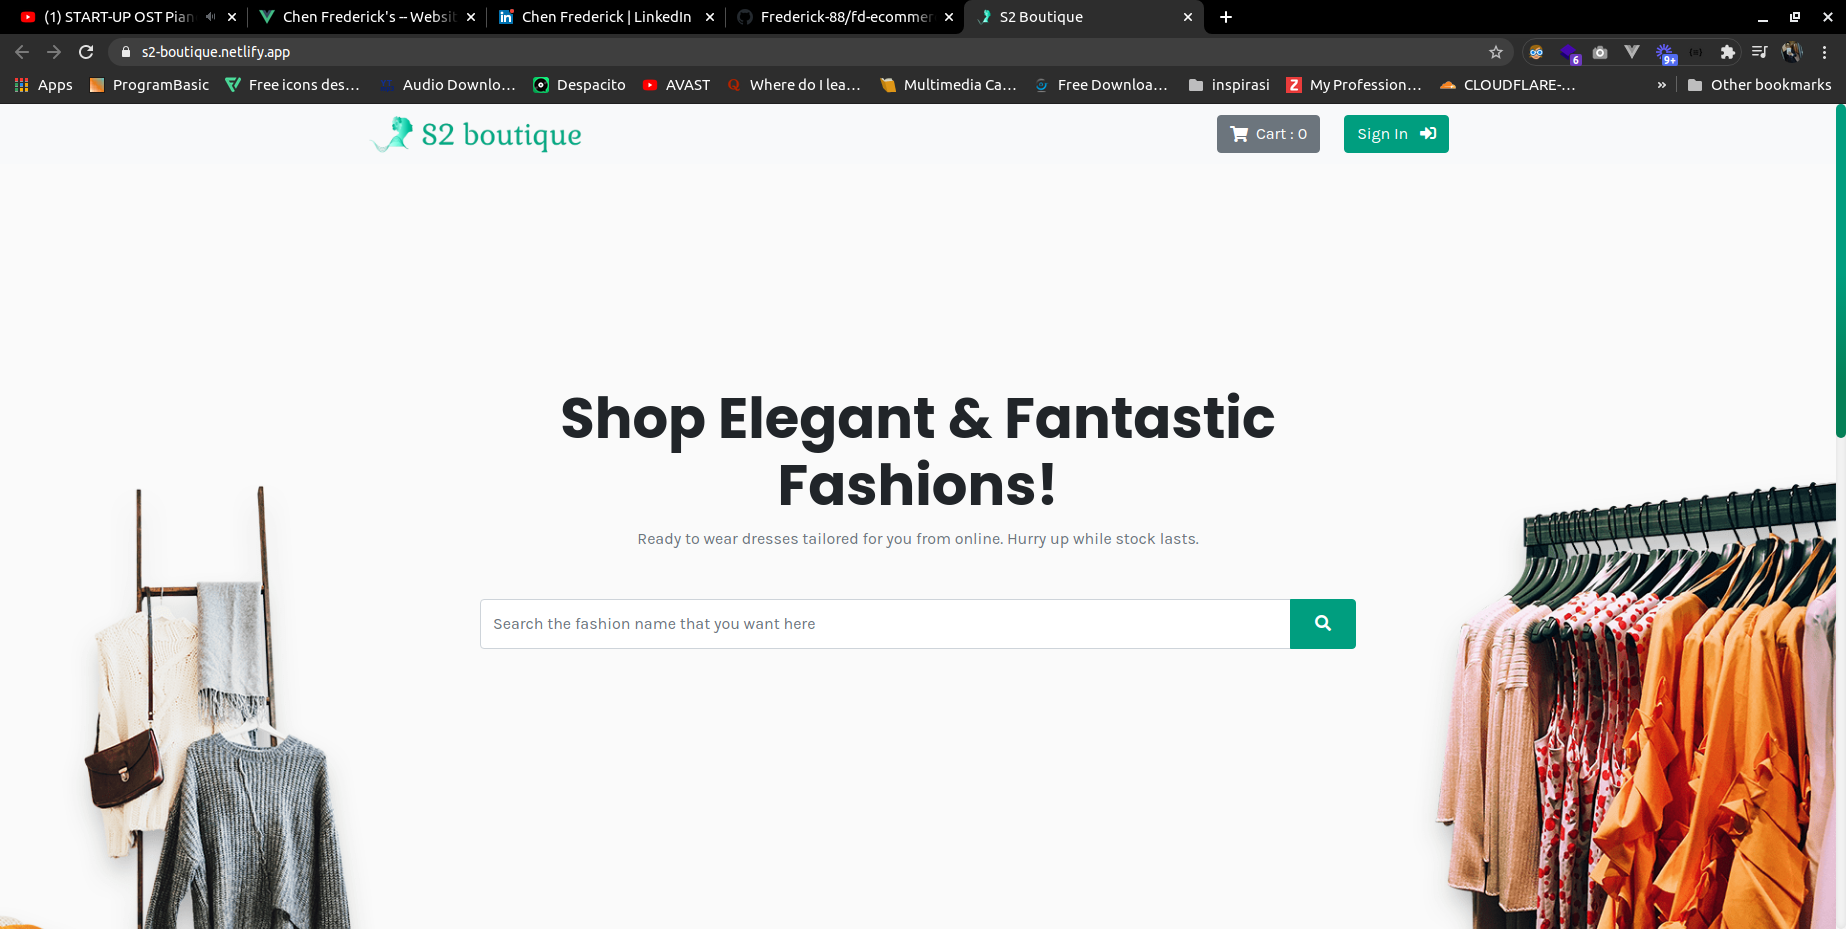 (1) START-UP OST Pian
Chen Frederick's -- Websit
Chen Frederick | LinkedIn
Frederick-88/fd-ecommer
S2 Boutique
s2-boutique.netlify.app
6
9+
Apps
ProgramBasic
Free icons des...
Audio Downlo...
Despacito
AVAST
Where do I lea...
Multimedia Ca...
Free Downloa...
inspirasi
My Profession...
CLOUDFLARE-...
»
Other bookmarks
S2 boutique
Cart : 0
Sign In
Shop Elegant & Fantastic
Fashions!
Ready to wear dresses tailored for you from online. Hurry up while stock lasts.
Search the fashion name that you want here